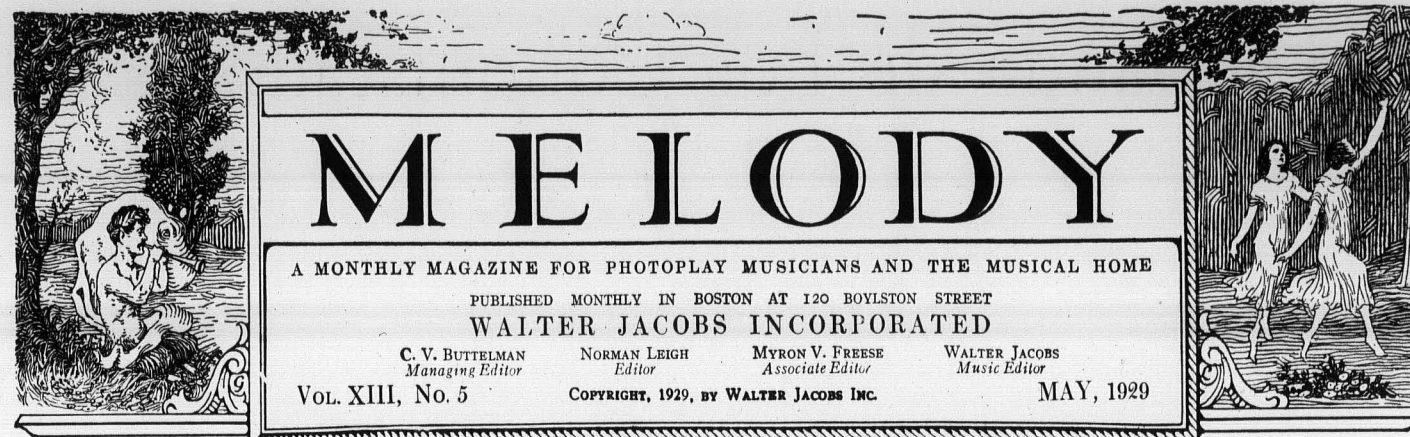 MELODY
A MONTHLY MAGAZINE FOR PHOTOPLAY MUSICIANS AND THE MUSICAL HOME
PUBLISHED MONTHLY IN BOSTON AT 120 BOYLSTON STREET
WALTER JACOBS INCORPORATED
C. V. BUTTELMAN NORMAN LEIGH MYRON V. FREESE WALTER JACOBS
Managing Editor Editor Associate Editor Music Editor
VOL. XIII, No. 5 COPYRIGHT, 1929, BY WALTER JACOBS INC. MAY, 1929